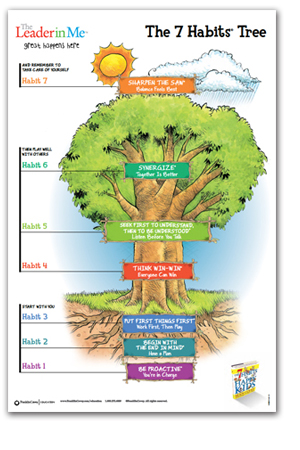 The
Leader in Me
great happens here
The 7 Habits® Tree
AND REMEMBER TO
TAKE CARE OF YOURSELF
Habit 7
SHARPEN THE SAW®
Balance Feels Best
THEN PLAY WELL
WITH OTHERS
Habit 6
SYNERGIZE®
Together Is Better
Habit 5
SEEK FIRST TO UNDERSTAND,
THEN TO BE UNDERSTOOD®
Listen Before You Talk
Habit 4
THINK WIN-WIN®
Everyone Can Win
START WITH YOU
Habit 3
PUT FIRST THINGS FIRST®
Work First, Then Play
Habit 2
BEGIN WITH
THE END IN MIND®
Have a Plan
Habit 1
BE PROACTIVE®
You're in Charge
FranklinCovey